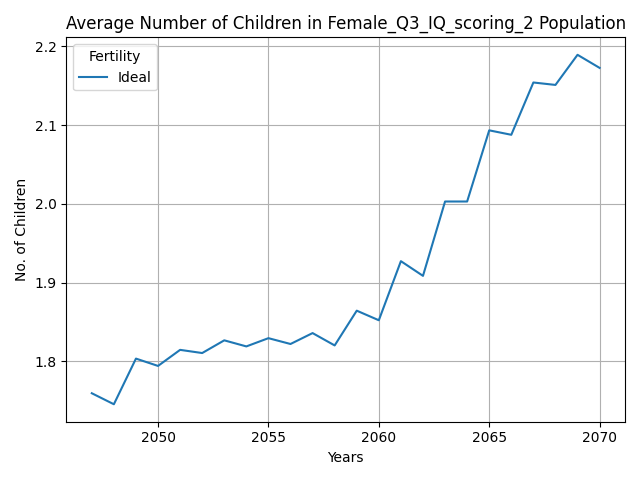 Average Number of Children in Female_Q3_IQ_scoring_2 Population
Fertility
Ideal
No. of Children
2.2
2.1
2.0
1.9
1.8
2050 2055 2060 2065 2070
Years